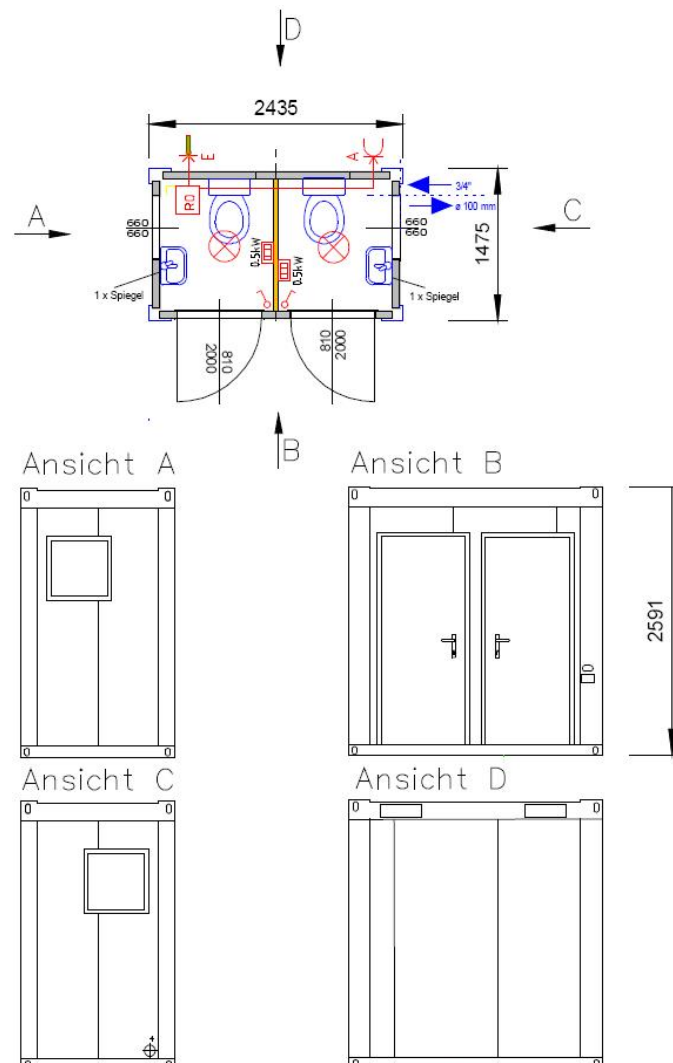 D
2435
E
A
3/4"
RD
ø 100 mm
A
660
660
660
660
C
1475
0.5kW
0.5kW
1 x Spiegel
1 x Spiegel
810
2000
810
2000
B
Ansicht A
Ansicht B
2591
Ansicht C
Ansicht D